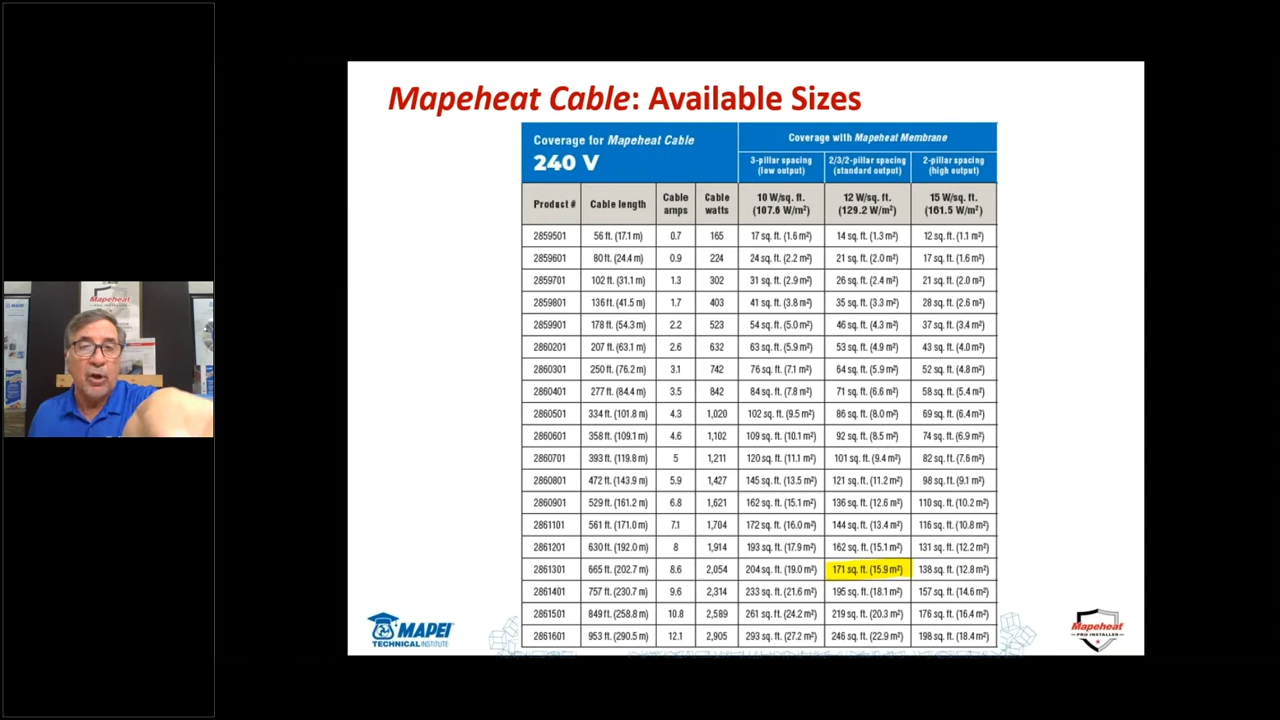 Mapeheat Cable: Available Sizes
Coverage for Mapeheat Cable
240 V
Coverage with Mapeheat Membrane
3-pillar spacing (low output)
2/3/2-pillar spacing (standard output)
2-pillar spacing (high output)
Product # Cable length Cable amps Cable watts 10 W/sq. ft. (107.6 W/m²) 12 W/sq. ft. (129.2 W/m²) 15 W/sq. ft. (161.5 W/m²)
2859501 56 ft. (17.1 m) 0.7 165 17 sq. ft. (1.6 m²) 14 sq. ft. (1.3 m²) 12 sq. ft. (1.1 m²)
2859601 80 ft. (24.4 m) 0.9 224 24 sq. ft. (2.2 m²) 21 sq. ft. (2.0 m²) 17 sq. ft. (1.6 m²)
2859701 102 ft. (31.1 m) 1.3 302 31 sq. ft. (2.9 m²) 26 sq. ft. (2.4 m²) 21 sq. ft. (2.0 m²)
2859801 136 ft. (41.5 m) 1.7 403 41 sq. ft. (3.8 m²) 35 sq. ft. (3.3 m²) 28 sq. ft. (2.6 m²)
2859901 178 ft. (54.3 m) 2.2 523 54 sq. ft. (5.0 m²) 46 sq. ft. (4.3 m²) 37 sq. ft. (3.4 m²)
2860201 207 ft. (63.1 m) 2.6 632 63 sq. ft. (5.9 m²) 53 sq. ft. (4.9 m²) 43 sq. ft. (4.0 m²)
2860301 250 ft. (76.2 m) 3.1 742 76 sq. ft. (7.1 m²) 64 sq. ft. (5.9 m²) 52 sq. ft. (4.8 m²)
2860401 277 ft. (84.4 m) 3.5 842 84 sq. ft. (7.8 m²) 71 sq. ft. (6.6 m²) 58 sq. ft. (5.4 m²)
2860501 334 ft. (101.8 m) 4.3 1,020 102 sq. ft. (9.5 m²) 86 sq. ft. (8.0 m²) 69 sq. ft. (6.4 m²)
2860601 358 ft. (109.1 m) 4.6 1,102 109 sq. ft. (10.1 m²) 92 sq. ft. (8.5 m²) 74 sq. ft. (6.9 m²)
2860701 393 ft. (119.8 m) 5 1,211 120 sq. ft. (11.1 m²) 101 sq. ft. (9.4 m²) 82 sq. ft. (7.6 m²)
2860801 472 ft. (143.9 m) 5.9 1,427 145 sq. ft. (13.5 m²) 121 sq. ft. (11.2 m²) 98 sq. ft. (9.1 m²)
2860901 529 ft. (161.2 m) 6.8 1,621 162 sq. ft. (15.1 m²) 136 sq. ft. (12.6 m²) 110 sq. ft. (10.2 m²)
2861101 561 ft. (171.0 m) 7.1 1,704 172 sq. ft. (16.0 m²) 144 sq. ft. (13.4 m²) 116 sq. ft. (10.8 m²)
2861201 630 ft. (192.0 m) 8 1,914 193 sq. ft. (17.9 m²) 162 sq. ft. (15.1 m²) 131 sq. ft. (12.2 m²)
2861301 665 ft. (202.7 m) 8.6 2,054 204 sq. ft. (19.0 m²) 171 sq. ft. (15.9 m²) 138 sq. ft. (12.8 m²)
2861401 757 ft. (230.7 m) 9.6 2,314 233 sq. ft. (21.6 m²) 195 sq. ft. (18.1 m²) 157 sq. ft. (14.6 m²)
2861501 849 ft. (258.8 m) 10.8 2,589 261 sq. ft. (24.2 m²) 219 sq. ft. (20.3 m²) 176 sq. ft. (16.4 m²)
2861601 953 ft. (290.5 m) 12.1 2,905 293 sq. ft. (27.2 m²) 246 sq. ft. (22.9 m²) 198 sq. ft. (18.4 m²)
MAPEI
TECHNICAL INSTITUTE
Mapeheat
PRO INSTALLER
Mapeheat